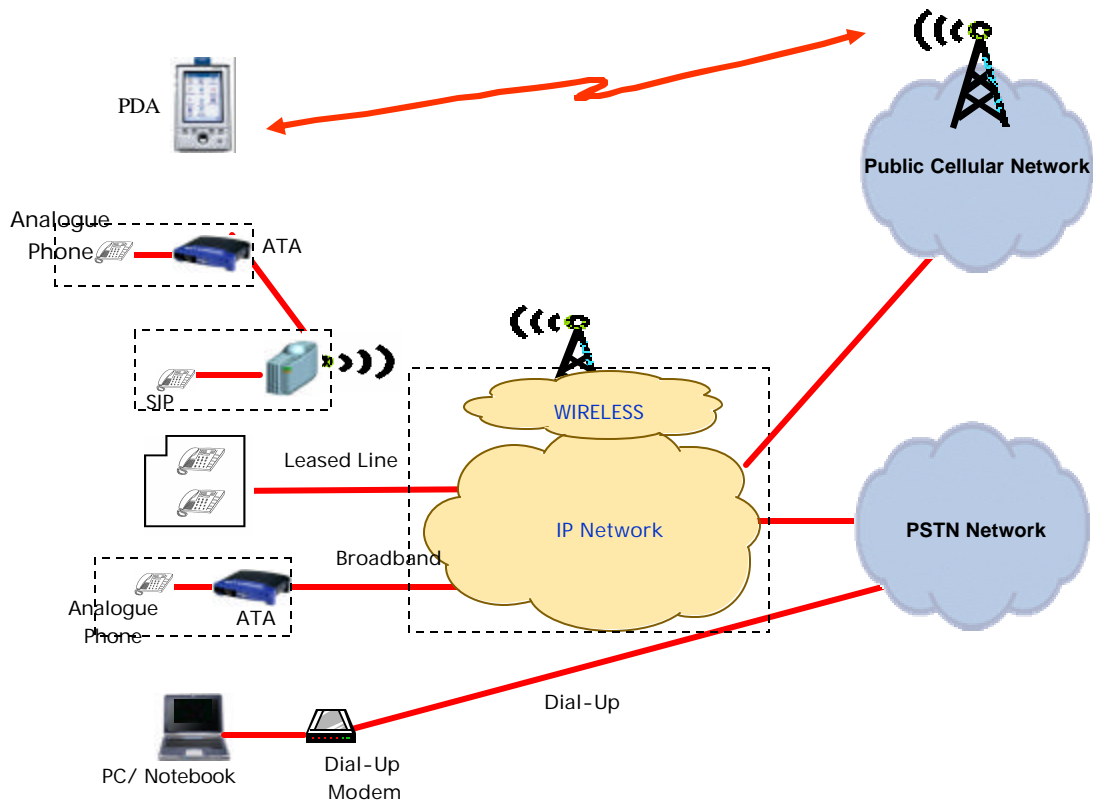 PDA
Public Cellular Network
Analogue
Phone
ATA
SIP
WIRELESS
Leased Line
IP Network
PSTN Network
Broadband
Analogue
Phone
ATA
Dial-Up
PC/ Notebook
Dial-Up
Modem